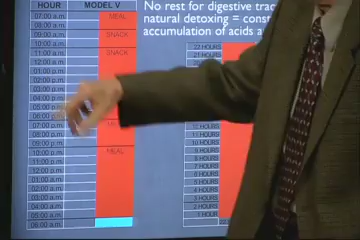 HOUR MODEL V
07:00 a.m. MEAL
08:00 a.m.
09:00 a.m. SNACK
10:00 a.m.
11:00 a.m. SNACK
12:00 p.m.
01:00 p.m.
02:00 p.m.
03:00 p.m.
04:00 p.m.
05:00 p.m.
06:00 p.m.
07:00 p.m.
08:00 p.m.
09:00 p.m.
10:00 p.m. MEAL
11:00 p.m.
12:00 a.m.
01:00 a.m.
02:00 a.m.
03:00 a.m.
04:00 a.m.
05:00 a.m.
06:00 a.m.
No rest for digestive trac
natural detoxing = const
accumulation of acids a
22 HOURS
21 HOURS
HOURS
11 HOURS
10 HOURS
9 HOURS
8 HOURS
7 HOURS
6 HOURS
5 HOURS
4 HOURS
3 HOURS
2 HOURS
1 HOUR